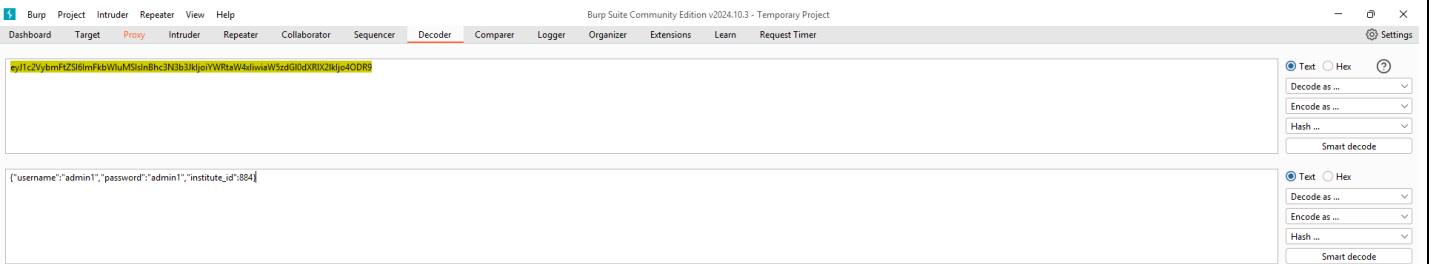 Burp Project Intruder Repeater View Help
Burp Suite Community Edition v2024.10.3 - Temporary Project
Dashboard Target Proxy Intruder Repeater Collaborator Sequencer Decoder Comparer Logger Organizer Extensions Learn Request Timer Settings
eyJ1c2VybmFtZSI6ImFkbWluMSIsInBhc3N3b3JkIjoiYWRtaW4xIiwiaW5zdGl0dXRlX2lkIjo4ODR9
Text Hex ?
Decode as ...
Encode as ...
Hash ...
Smart decode
{"username":"admin1","password":"admin1","institute_id":884}
Text Hex
Decode as ...
Encode as ...
Hash ...
Smart decode